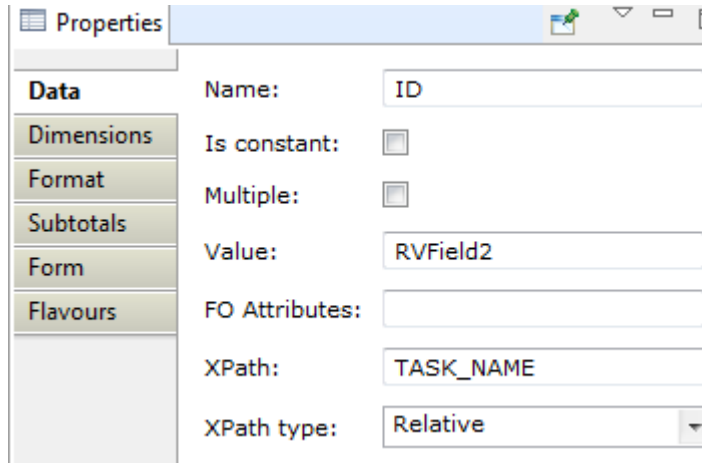 Properties
Data
Dimensions
Format
Subtotals
Form
Flavours
Name: ID
Is constant:
Multiple:
Value: RVField2
FO Attributes:
XPath: TASK_NAME
XPath type: Relative